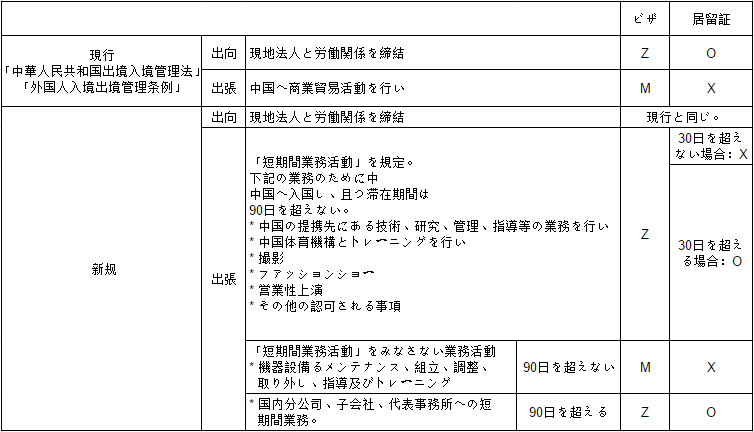 ビザ
居留証
現行
「中華人民共和国出境入境管理法」
「外国人入境出境管理条例」
出向
現地法人と労働関係を締結
Z
O
出張
中国へ商業貿易活動を行い
M
X
新規
出向
現地法人と労働関係を締結
現行と同じ。
出張
「短期間業務活動」を規定。
下記の業務のために中
中国へ入国し、且つ滞在期間は
90日を超えない。
* 中国の提携先にある技術、研究、管理、指導等の業務を行い
* 中国体育機構とトレーニングを行い
* 撮影
* ファッションショー
* 営業性上演
* その他の認可される事項
Z
30日を超え
ない場合：X
30日を超え
る場合：O
「短期間業務活動」をみなさない業務活動
* 機器設備るメンテナンス、組立、調整、
取り外し、指導及びトレーニング
90日を超えない
M
X
* 国内分公司、子会社、代表事務所への短
期間業務。
90日を超える
Z
O